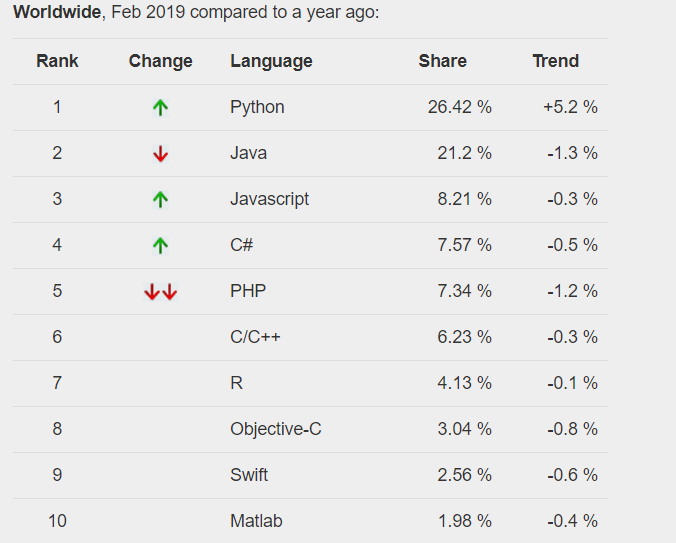 Worldwide, Feb 2019 compared to a year ago:
Rank Change Language Share Trend
1 ↑ Python 26.42 % +5.2 %
2 ↓ Java 21.2 % -1.3 %
3 ↑ Javascript 8.21 % -0.3 %
4 ↑ C# 7.57 % -0.5 %
5 ↓↓ PHP 7.34 % -1.2 %
6 C/C++ 6.23 % -0.3 %
7 R 4.13 % -0.1 %
8 Objective-C 3.04 % -0.8 %
9 Swift 2.56 % -0.6 %
10 Matlab 1.98 % -0.4 %